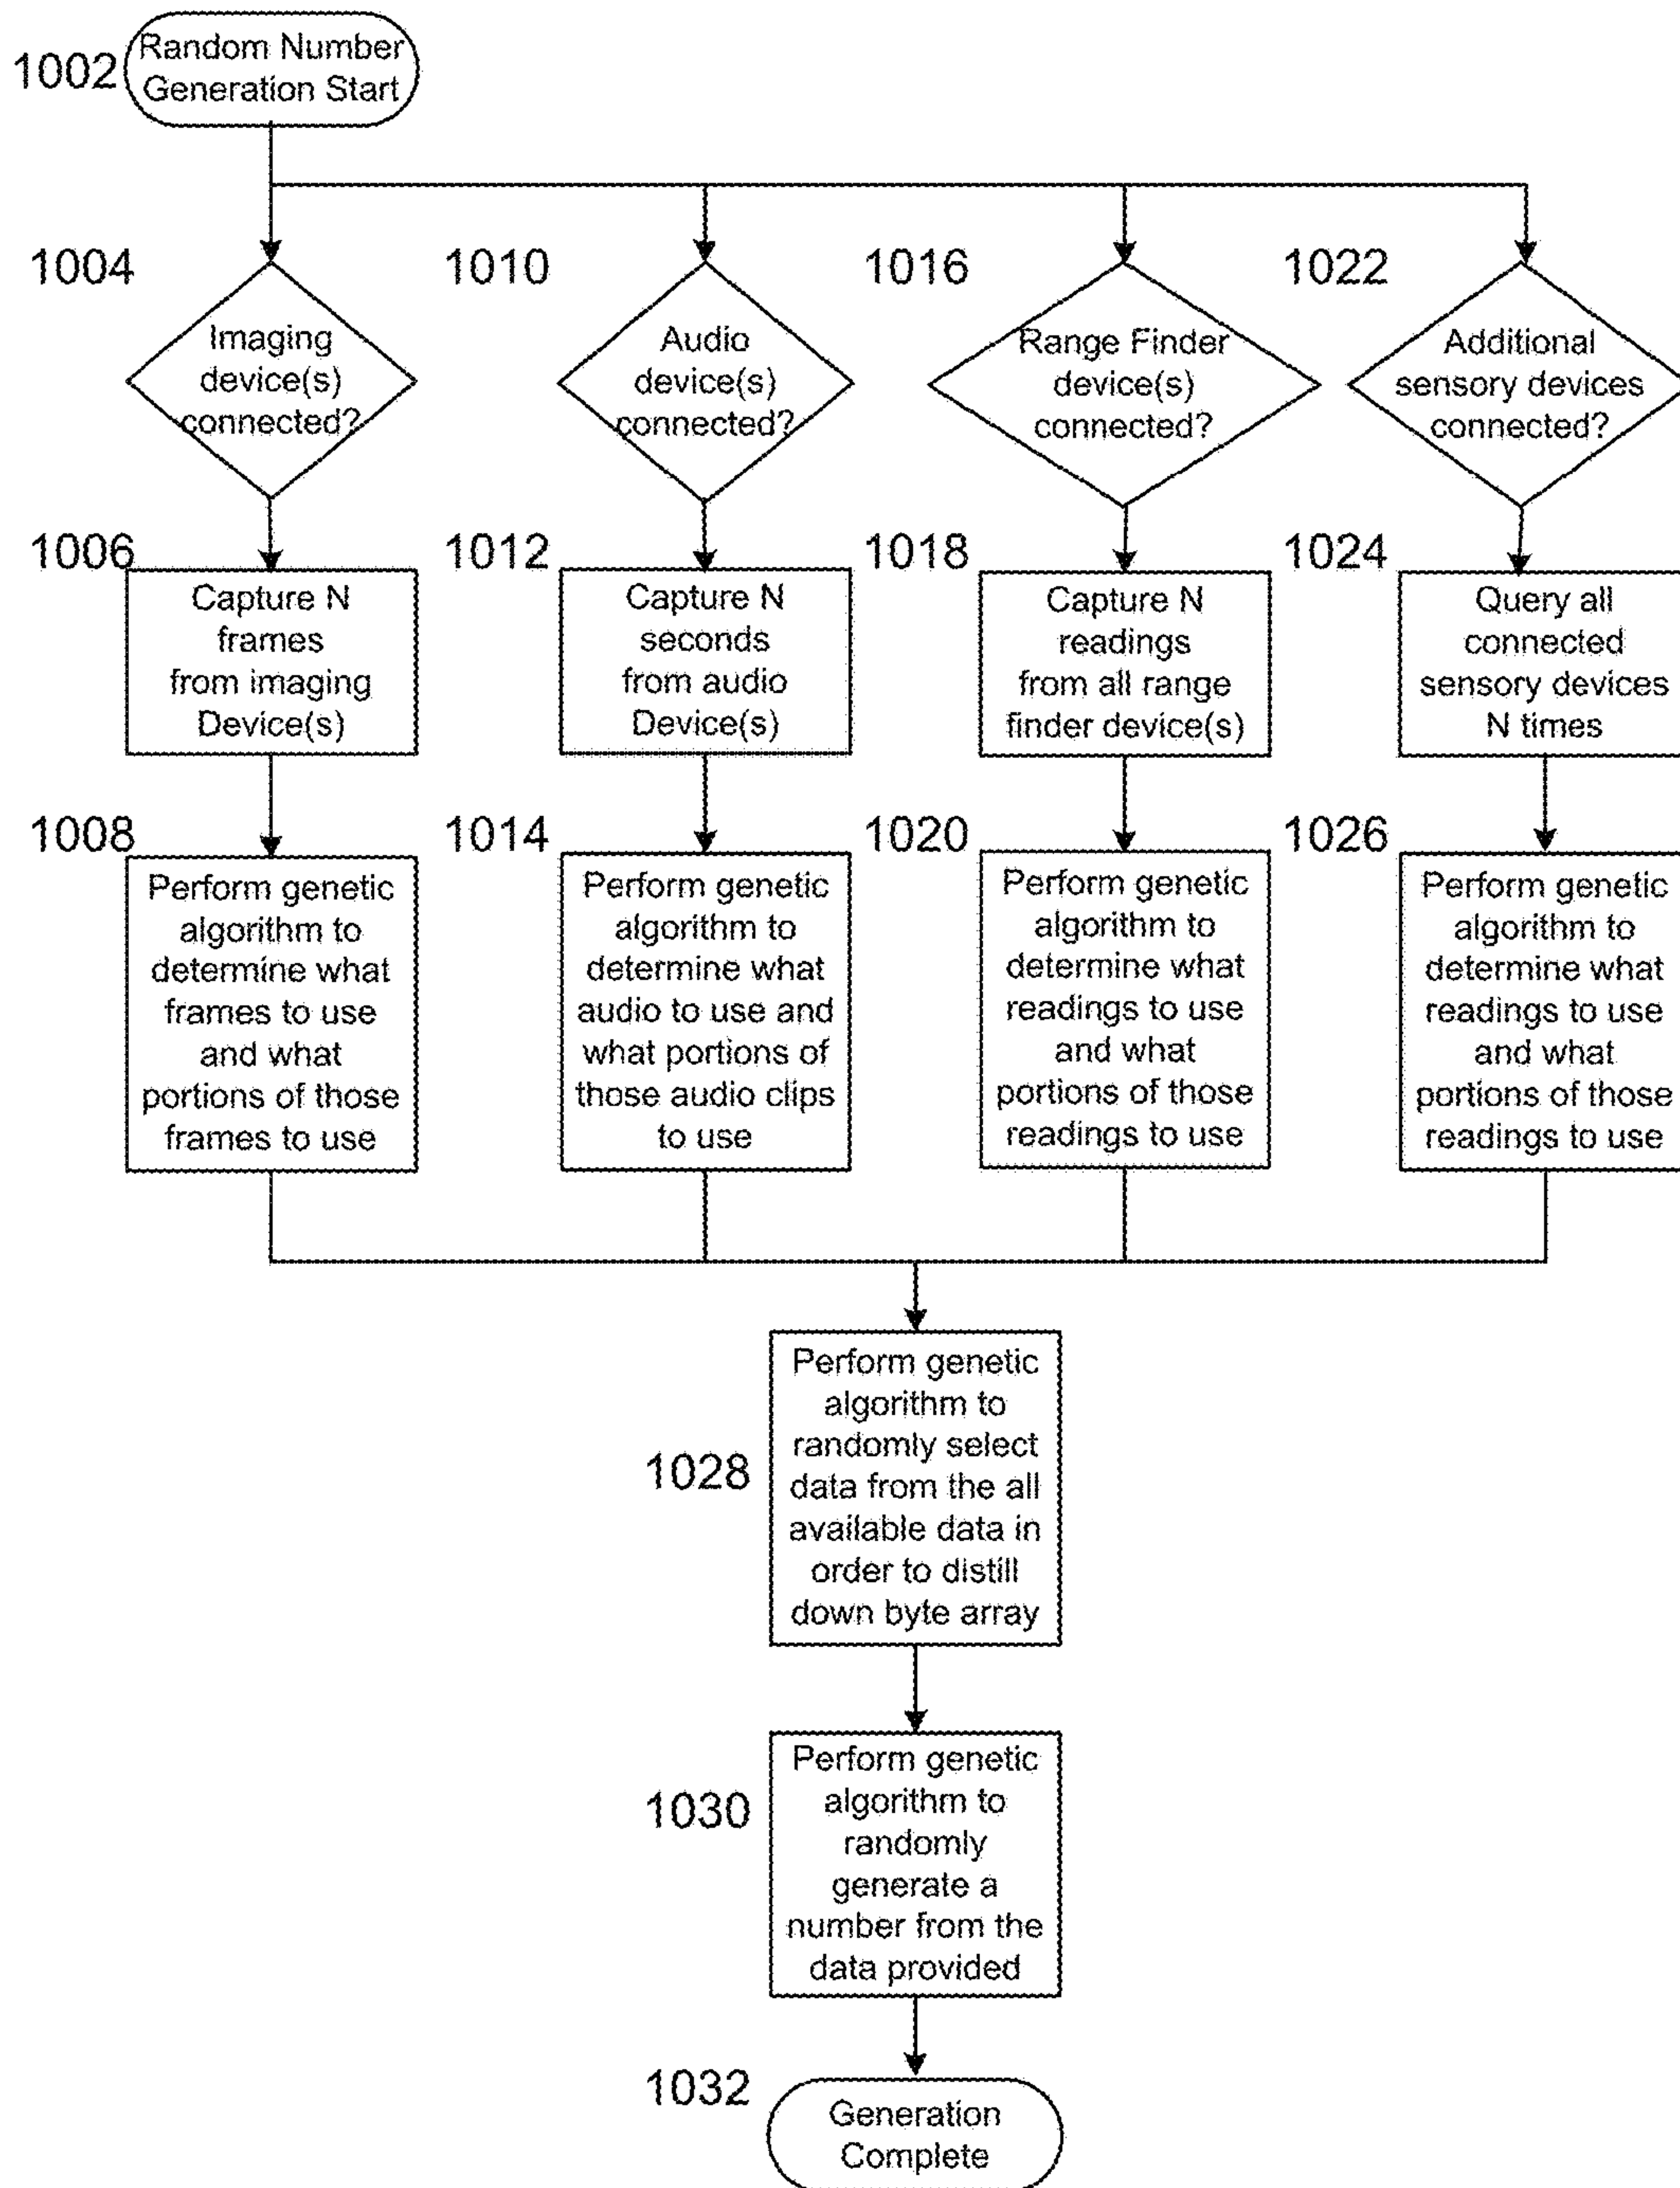 1002
Random Number
Generation Start
1004
Imaging
device(s)
connected?
1010
Audio
device(s)
connected?
1016
Range Finder
device(s)
connected?
1022
Additional
sensory devices
connected?
1006
Capture N
frames
from imaging
Device(s)
1012
Capture N
seconds
from audio
Device(s)
1018
Capture N
readings
from all range
finder device(s)
1024
Query all
connected
sensory devices
N times
1008
Perform genetic
algorithm to
determine what
frames to use
and what
portions of those
frames to use
1014
Perform genetic
algorithm to
determine what
audio to use and
what portions of
those audio clips
to use
1020
Perform genetic
algorithm to
determine what
readings to use
and what
portions of those
readings to use
1026
Perform genetic
algorithm to
determine what
readings to use
and what
portions of those
readings to use
1028
Perform genetic
algorithm to
randomly select
data from the all
available data in
order to distill
down byte array
1030
Perform genetic
algorithm to
randomly
generate a
number from the
data provided
1032
Generation
Complete